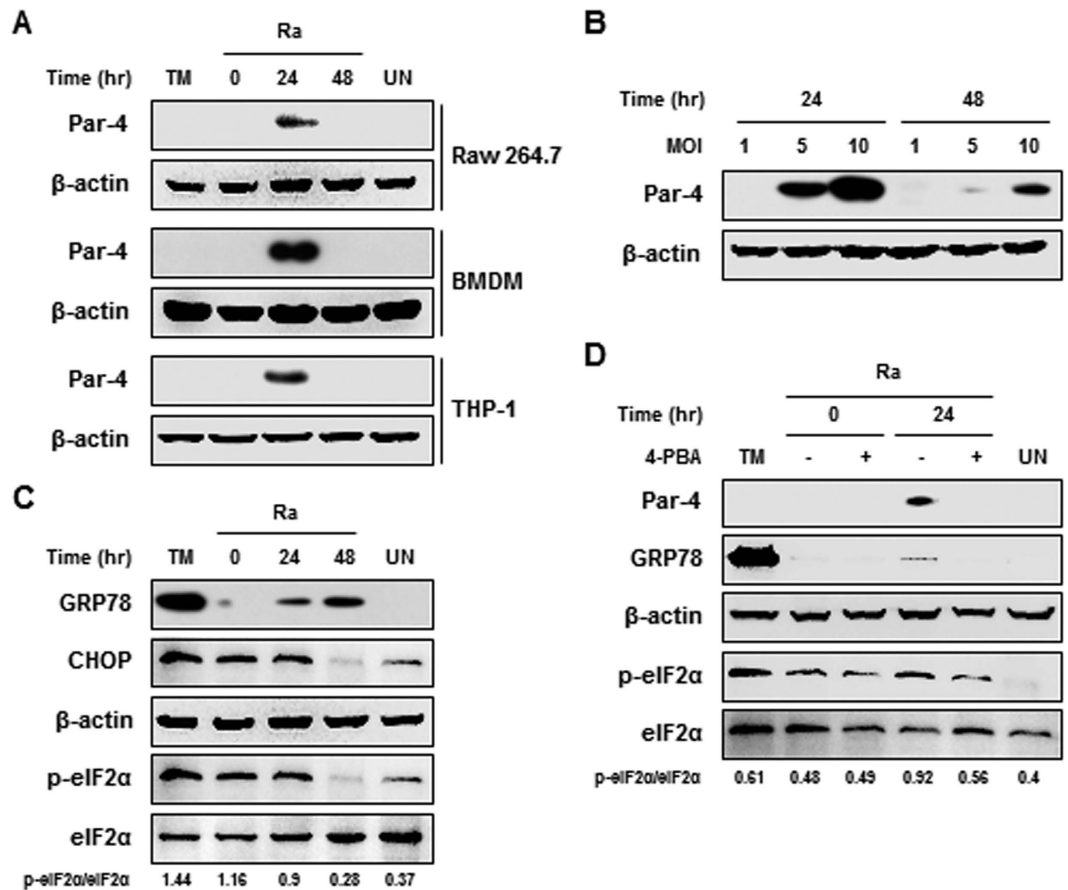 A
Ra
Time (hr) TM 0 24 48 UN
Par-4
β-actin
Raw 264.7
Par-4
β-actin
BMDM
Par-4
β-actin
THP-1
B
Time (hr) 24 48
MOI 1 5 10 1 5 10
Par-4
β-actin
C
Ra
Time (hr) TM 0 24 48 UN
GRP78
CHOP
β-actin
p-eIF2α
eIF2α
p-eIF2α/eIF2α 1.44 1.16 0.9 0.28 0.37
D
Ra
Time (hr) 0 24
4-PBA TM - + - + UN
Par-4
GRP78
β-actin
p-eIF2α
eIF2α
p-eIF2α/eIF2α 0.61 0.48 0.49 0.92 0.56 0.4